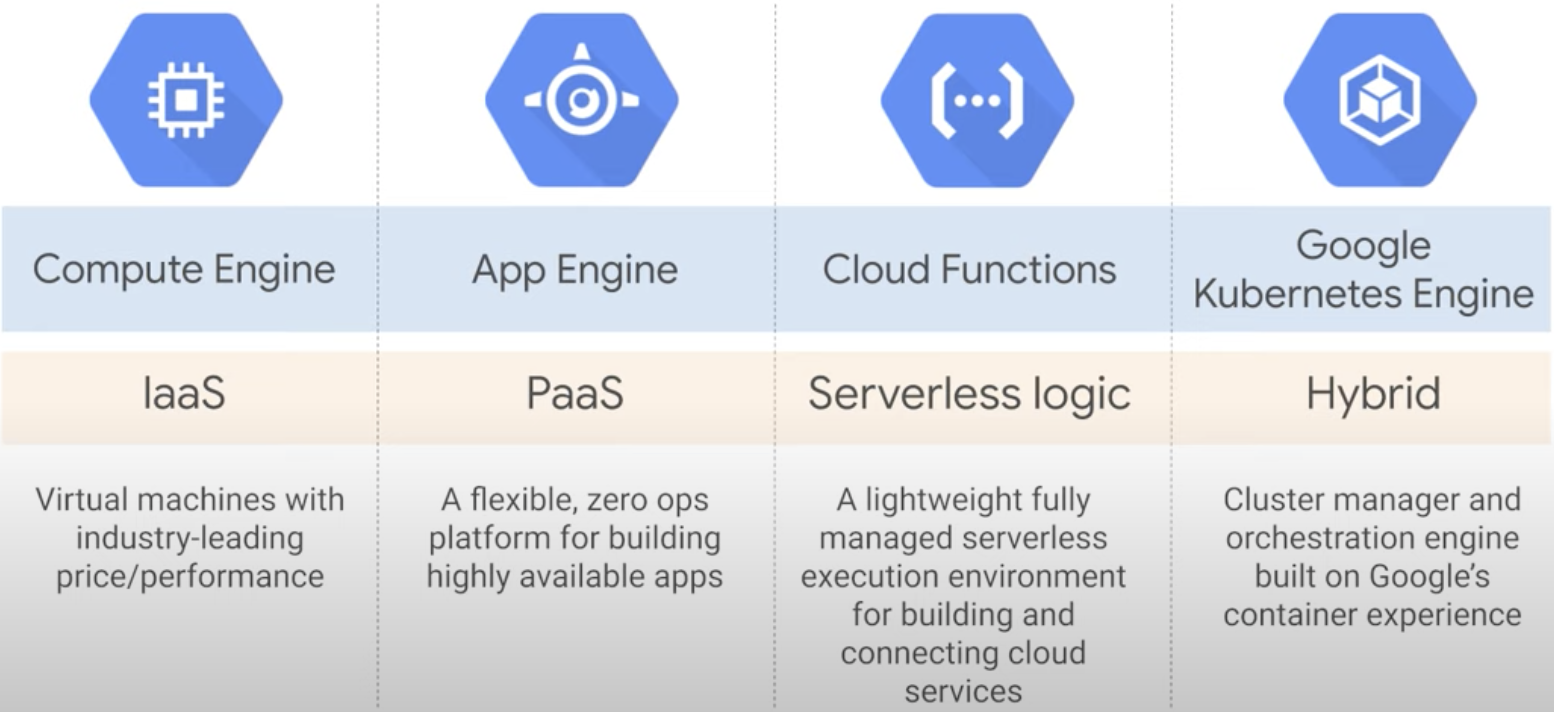 Compute Engine
App Engine
Cloud Functions
Google
Kubernetes Engine
IaaS
PaaS
Serverless logic
Hybrid
Virtual machines with
industry-leading
price/performance
A flexible, zero ops
platform for building
highly available apps
A lightweight fully
managed serverless
execution environment
for building and
connecting cloud
services
Cluster manager and
orchestration engine
built on Google's
container experience